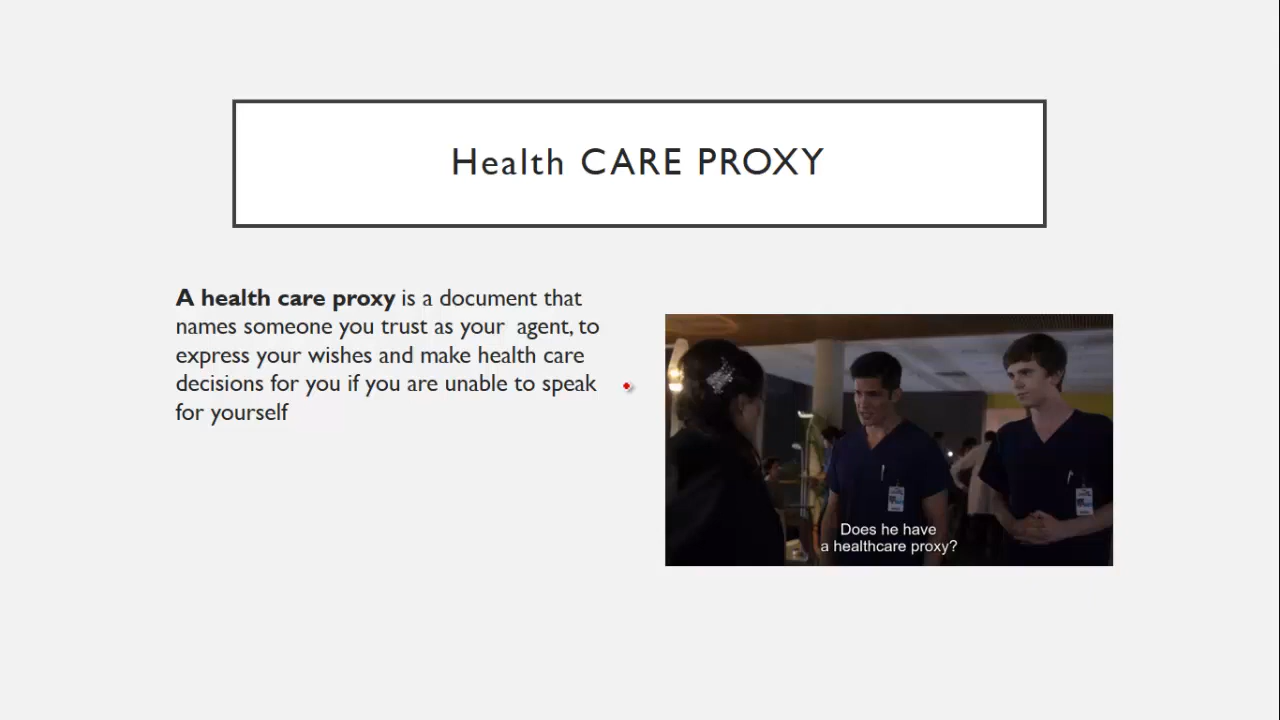 Health CARE PROXY
A health care proxy is a document that
names someone you trust as your  agent, to
express your wishes and make health care
decisions for you if you are unable to speak
for yourself
Does he have
a healthcare proxy?